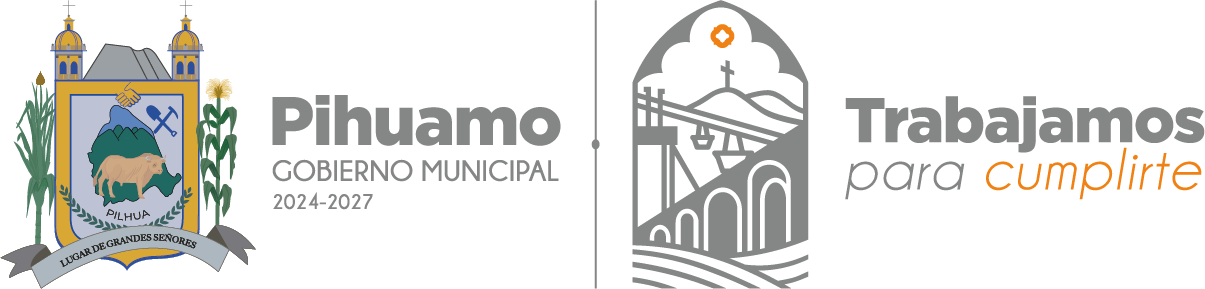 PILHUA
LUGAR DE GRANDES SEÑORES
Pihuamo
GOBIERNO MUNICIPAL
2024-2027
Trabajamos
para cumplirte